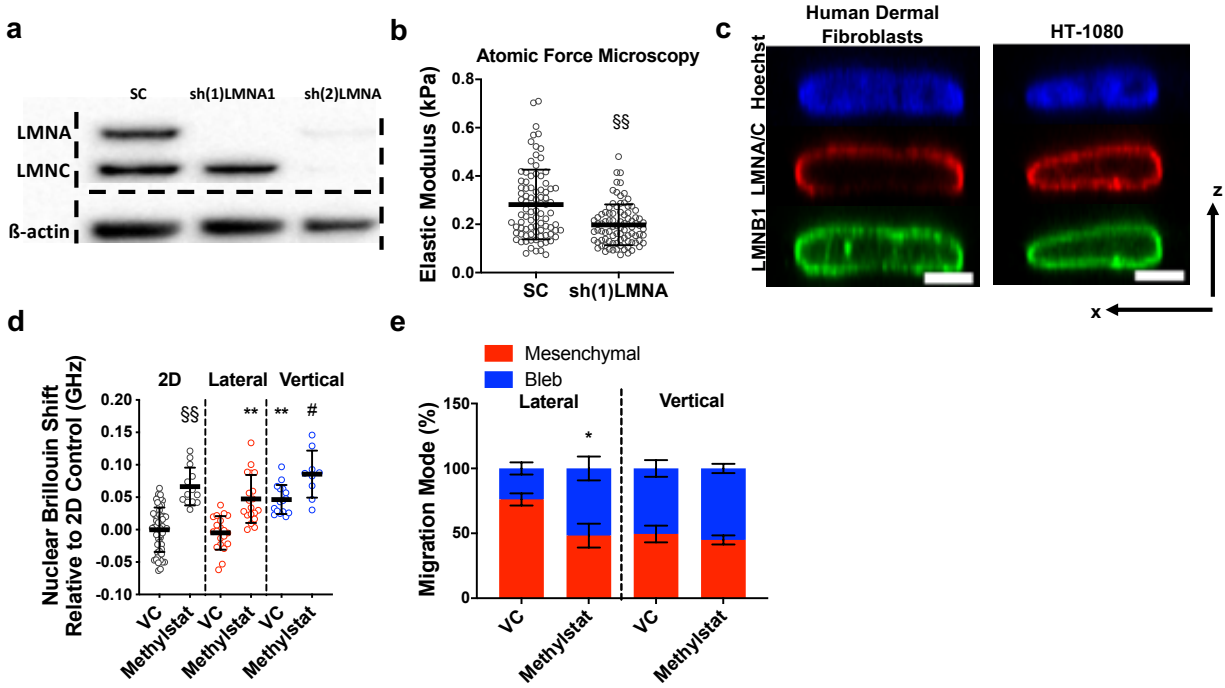 a
SC
sh(1)LMNA1
sh(2)LMNA
LMNA
LMNC
ß-actin
b
Atomic Force Microscopy
Elastic Modulus (kPa)
0.8
0.6
0.4
0.2
0.0
§§
SC
sh(1)LMNA
c
Human Dermal
Fibroblasts
HT-1080
Hoechst
LMNA/C
LMNB1
z
x
d
Nuclear Brillouin Shift
Relative to 2D Control (GHz)
2D
Lateral
Vertical
0.20
0.15
0.10
0.05
0.00
-0.05
-0.10
§§
**
**
#
VC
Methylstat
VC
Methylstat
VC
Methylstat
e
Mesenchymal
Bleb
Migration Mode (%)
Lateral
Vertical
150
100
50
0
*
VC
Methylstat
VC
Methylstat